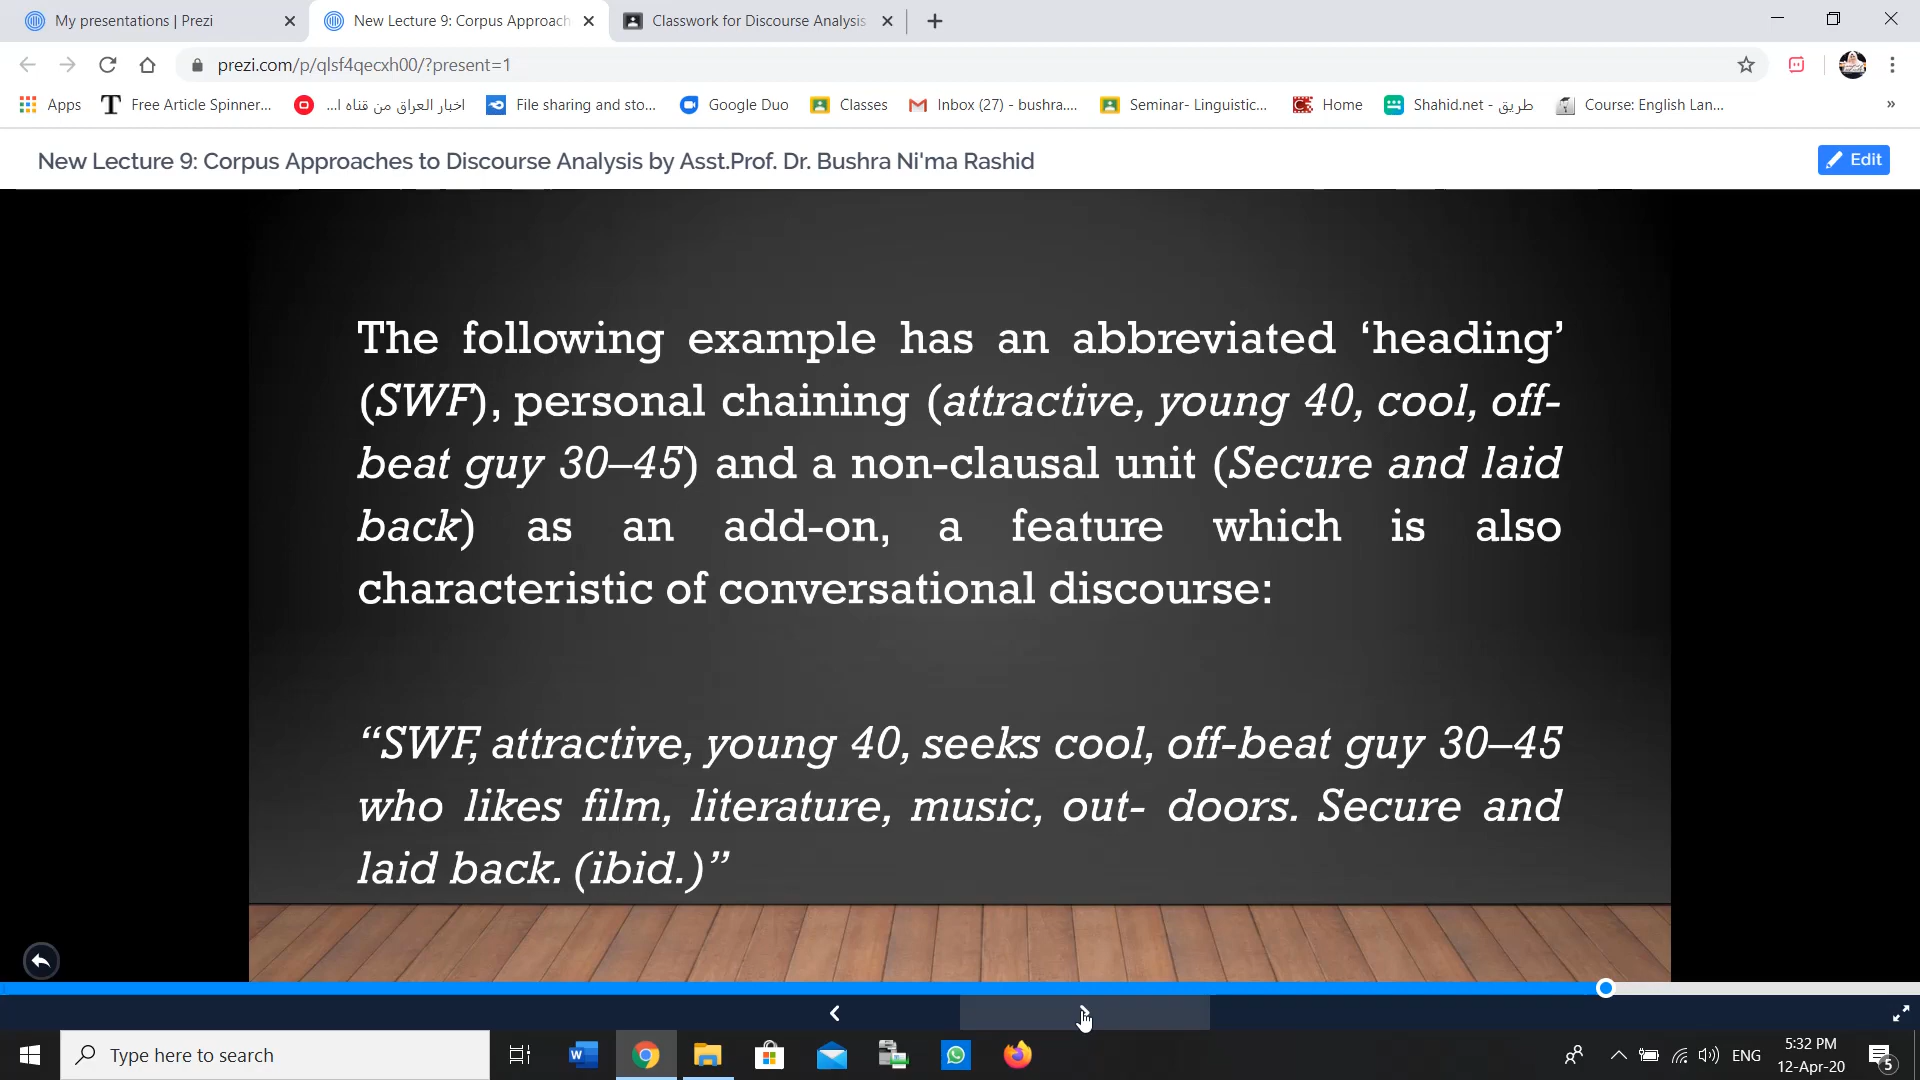 My presentations | Prezi
New Lecture 9: Corpus Approach
Classwork for Discourse Analysis
prezi.com/p/qlsf4qecxh00/?present=1
Apps
Free Article Spinner...
اخبار العراق من قناه ا...
File sharing and sto...
Google Duo
Classes
Inbox (27) - bushra....
Seminar- Linguistic...
Home
Shahid.net - طريق
Course: English Lan...
»
New Lecture 9: Corpus Approaches to Discourse Analysis by Asst.Prof. Dr. Bushra Ni'ma Rashid
Edit
The following example has an abbreviated ‘heading’
(SWF), personal chaining (attractive, young 40, cool, off-
beat guy 30–45) and a non-clausal unit (Secure and laid
back) as an add-on, a feature which is also
characteristic of conversational discourse:
“SWF, attractive, young 40, seeks cool, off-beat guy 30–45
who likes film, literature, music, out- doors. Secure and
laid back. (ibid.)”
Type here to search
ENG
5:32 PM
12-Apr-20
5